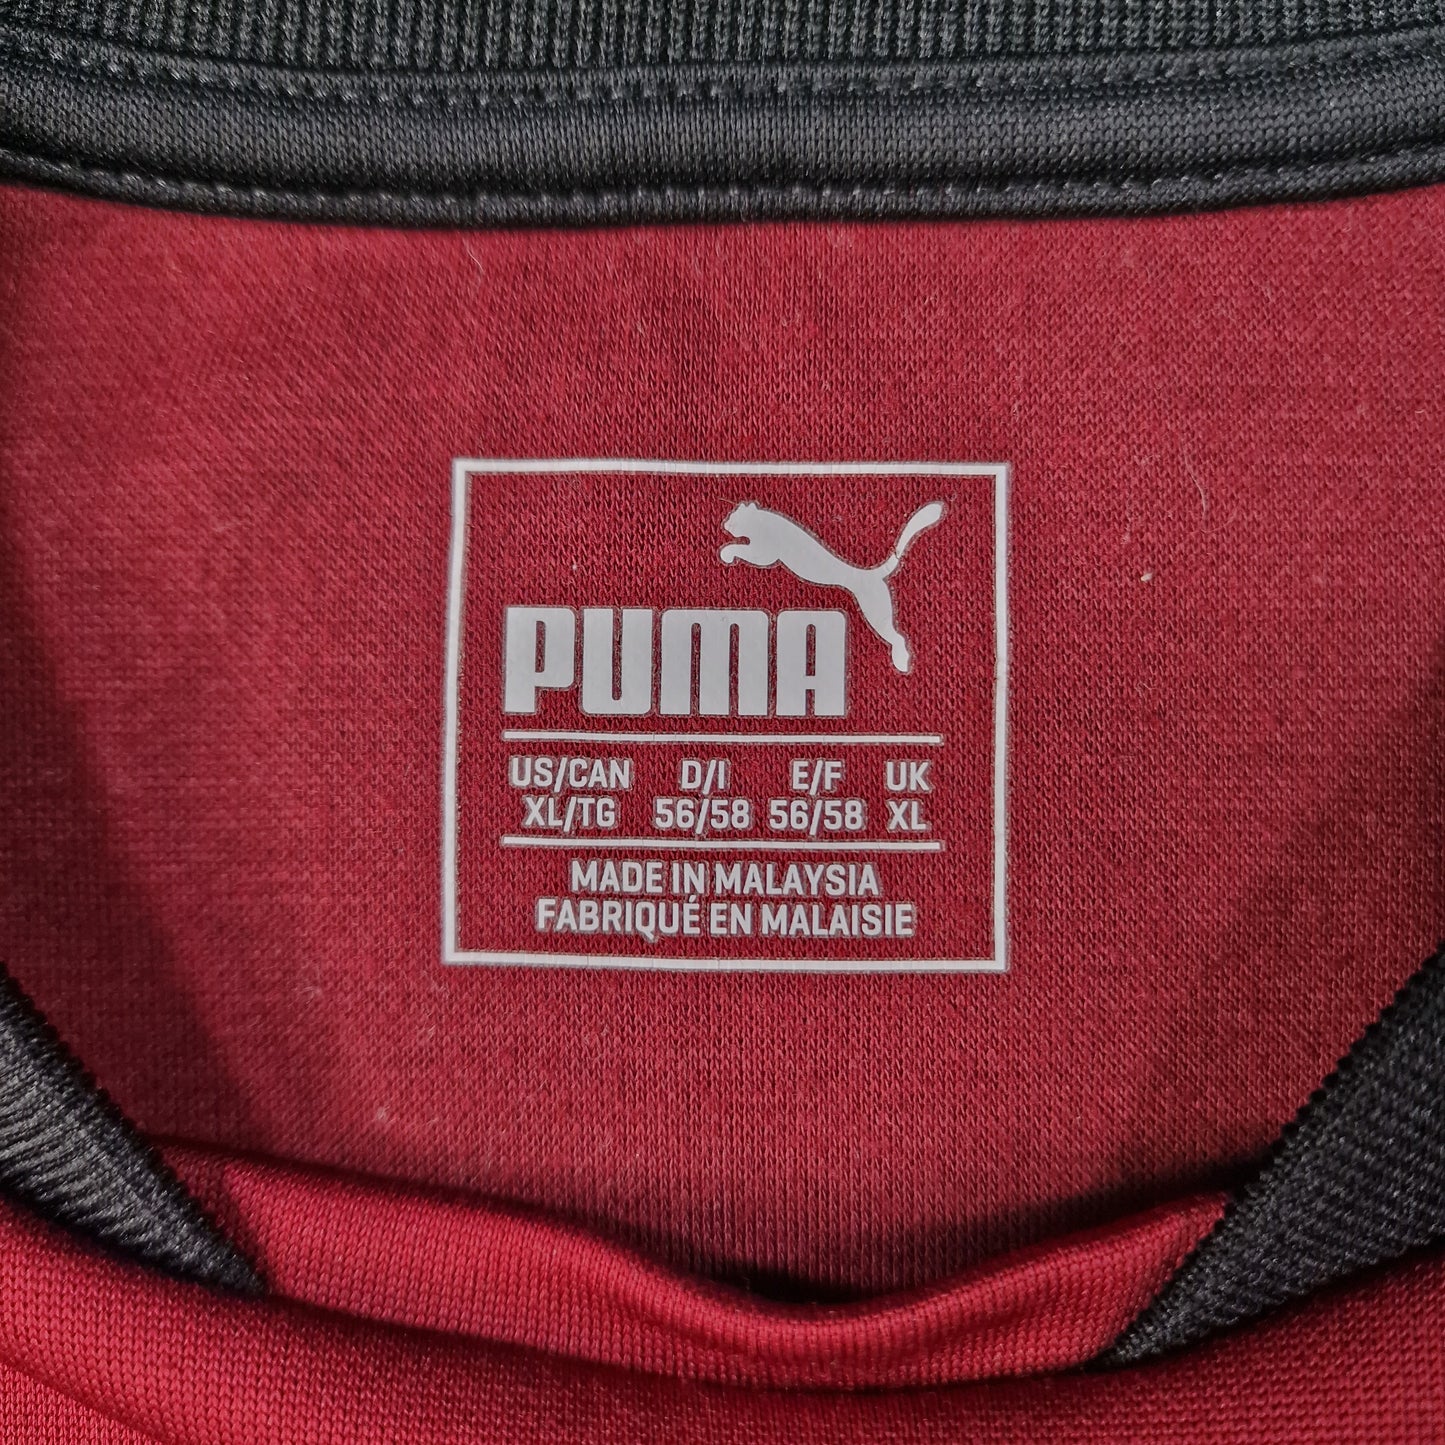 PUMA
US/CAN D/I E/F UK
XL/TG 56/58 56/58 XL
MADE IN MALAYSIA
FABRIQUÉ EN MALAISIE